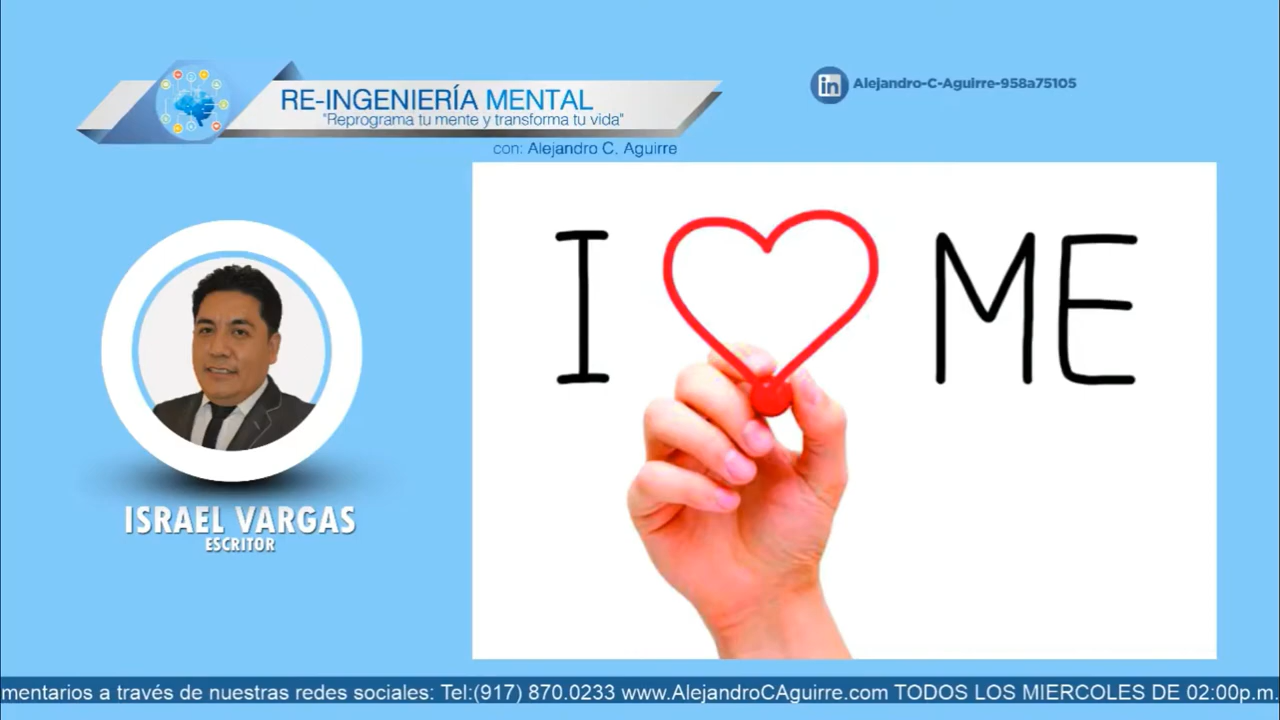 RE-INGENIERÍA MENTAL
"Reprograma tu mente y transforma tu vida"
con: Alejandro C. Aguirre
in Alejandro-C-Aguirre-958a75105
I ME
ISRAEL VARGAS
ESCRITOR
mentarios a través de nuestras redes sociales: Tel:(917) 870.0233 www.AlejandroCAguirre.com TODOS LOS MIERCOLES DE 02:00p.m.